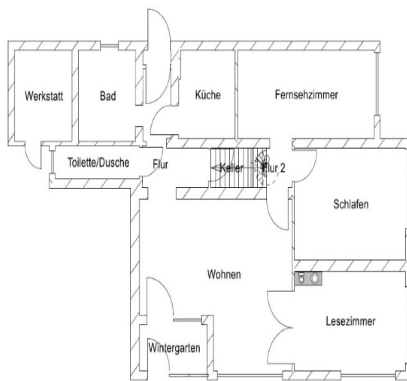 Werkstatt
Bad
Küche
Fernsehzimmer
Toilette/Dusche
Flur
Keller
Flur 2
Schlafen
Wohnen
Lesezimmer
Wintergarten